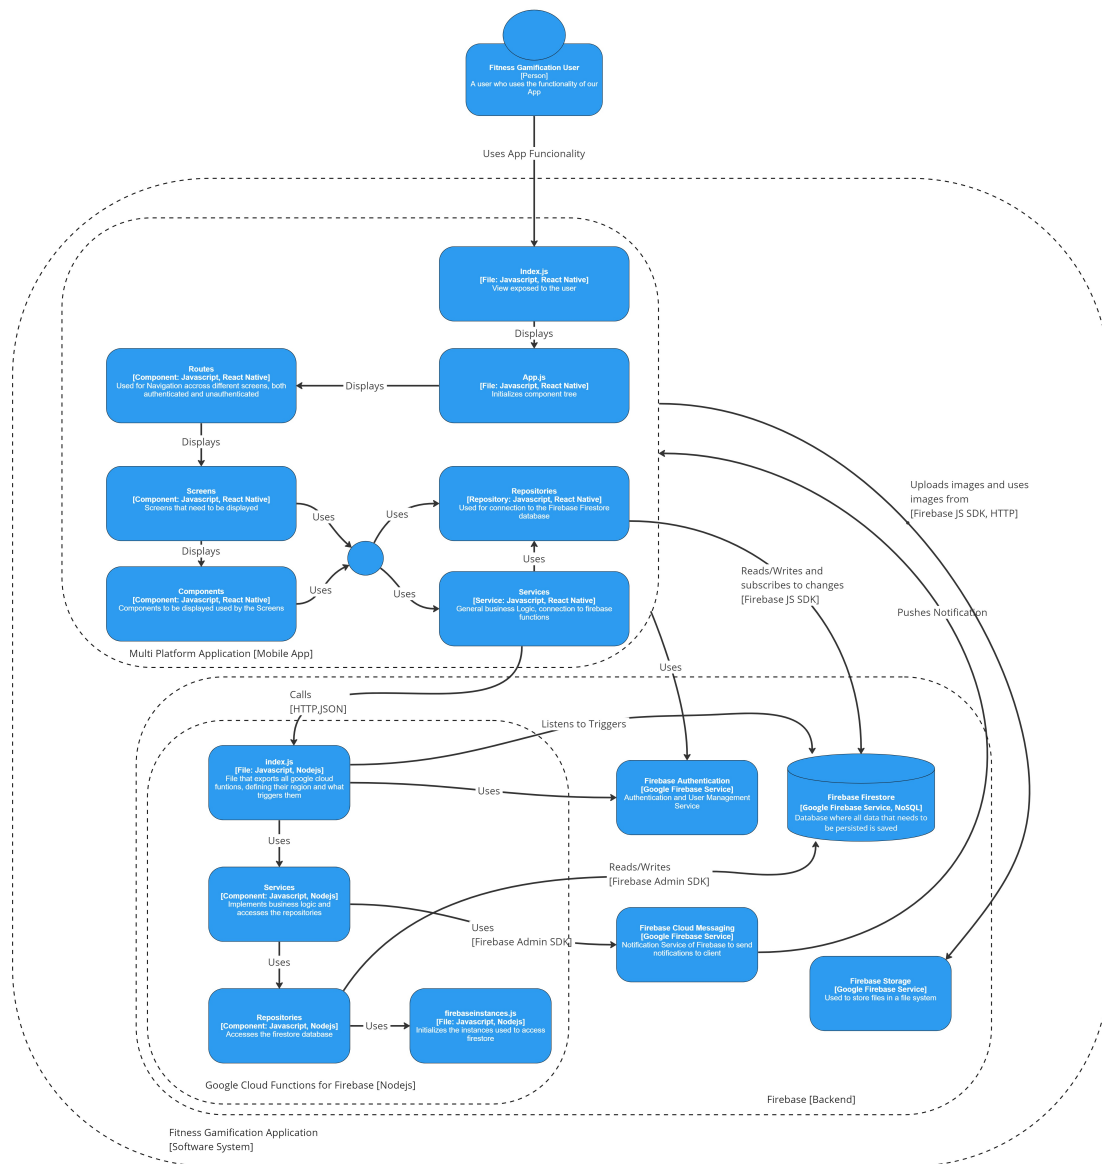 Fitness Gamification User
[Person]
A user who uses the functionality of our
App
Uses App Funcionality
Index.js
[File: Javascript, React Native]
View exposed to the user
Displays
Routes
[Component: Javascript, React Native]
Used for Navigation accross different screens, both
authenticated and unauthenticated
Displays
App.js
[File: Javascript, React Native]
Initializes component tree
Displays
Screens
[Component: Javascript, React Native]
Screens that need to be displayed
Uses
Uses
Repositories
[Repository: Javascript, React Native]
Used for connection to the Firebase Firestore
database
Uploads images and uses
images from
[Firebase JS SDK, HTTP]
Displays
Uses
Components
[Component: Javascript, React Native]
Components to be displayed used by the Screens
Uses
Uses
Services
[Service: Javascript, React Native]
General business Logic, connection to firebase
functions
Reads/Writes and
subscribes to changes
[Firebase JS SDK]
Pushes Notification
Multi Platform Application [Mobile App]
Uses
Calls
[HTTP,JSON]
Listens to Triggers
index.js
[File: Javascript, Nodejs]
File that exports all google cloud
funtions, defining their region and what
triggers them
Uses
Firebase Authentication
[Google Firebase Service]
Authentication and User Management
Service
Firebase Firestore
[Google Firebase Service, NoSQL]
Database where all data that needs to
be persisted is saved
Uses
Reads/Writes
[Firebase Admin SDK]
Services
[Component: Javascript, Nodejs]
Implements business logic and
accesses the repositories
Uses
[Firebase Admin SDK]
Firebase Cloud Messaging
[Google Firebase Service]
Notification Service of Firebase to send
notifications to client
Uses
Firebase Storage
[Google Firebase Service]
Used to store files in a file system
Repositories
[Component: Javascript, Nodejs]
Accesses the firestore database
Uses
firebaseinstances.js
[File: Javascript, Nodejs]
Initializes the instances used to access
firestore
Google Cloud Functions for Firebase [Nodejs]
Firebase [Backend]
Fitness Gamification Application
[Software System]